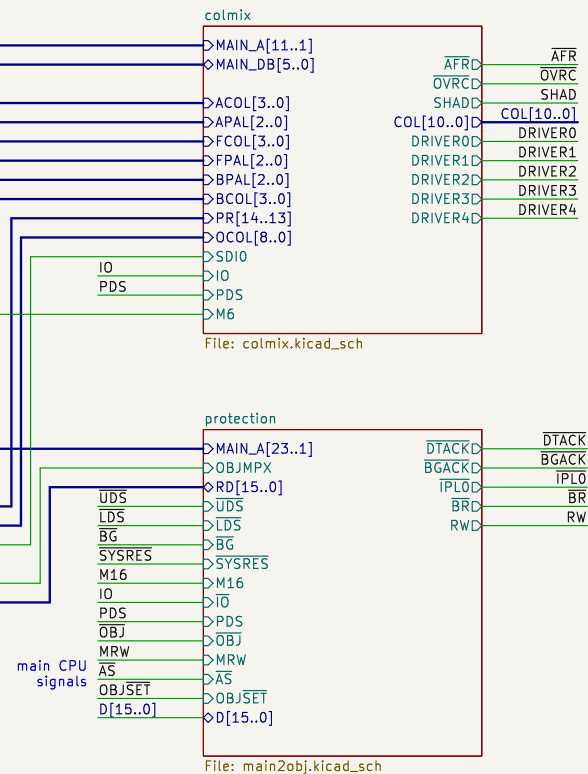 colmix
MAIN_A[11..1]
MAIN_DB[5..0]
ACOL[3..0]
APAL[2..0]
FCOL[3..0]
FPAL[2..0]
BPAL[2..0]
BCOL[3..0]
PR[14..13]
OCOL[8..0]
SDI0
IO
IO
PDS
PDS
M6
AFR
AFR
OVRC
OVRC
SHAD
SHAD
COL[10..0]
COL[10..0]
DRIVER0
DRIVER0
DRIVER1
DRIVER1
DRIVER2
DRIVER2
DRIVER3
DRIVER3
DRIVER4
DRIVER4
File: colmix.kicad_sch
protection
MAIN_A[23..1]
OBJMPX
RD[15..0]
UDS
UDS
LDS
LDS
BG
BG
SYSRES
SYSRES
M16
M16
IO
IO
PDS
PDS
OBJ
OBJ
MRW
MRW
main CPU
signals
AS
AS
OBJSET
OBJSET
D[15..0]
D[15..0]
DTACK
DTACK
BGACK
BGACK
IPL0
IPL0
BR
BR
RW
RW
File: main2obj.kicad_sch